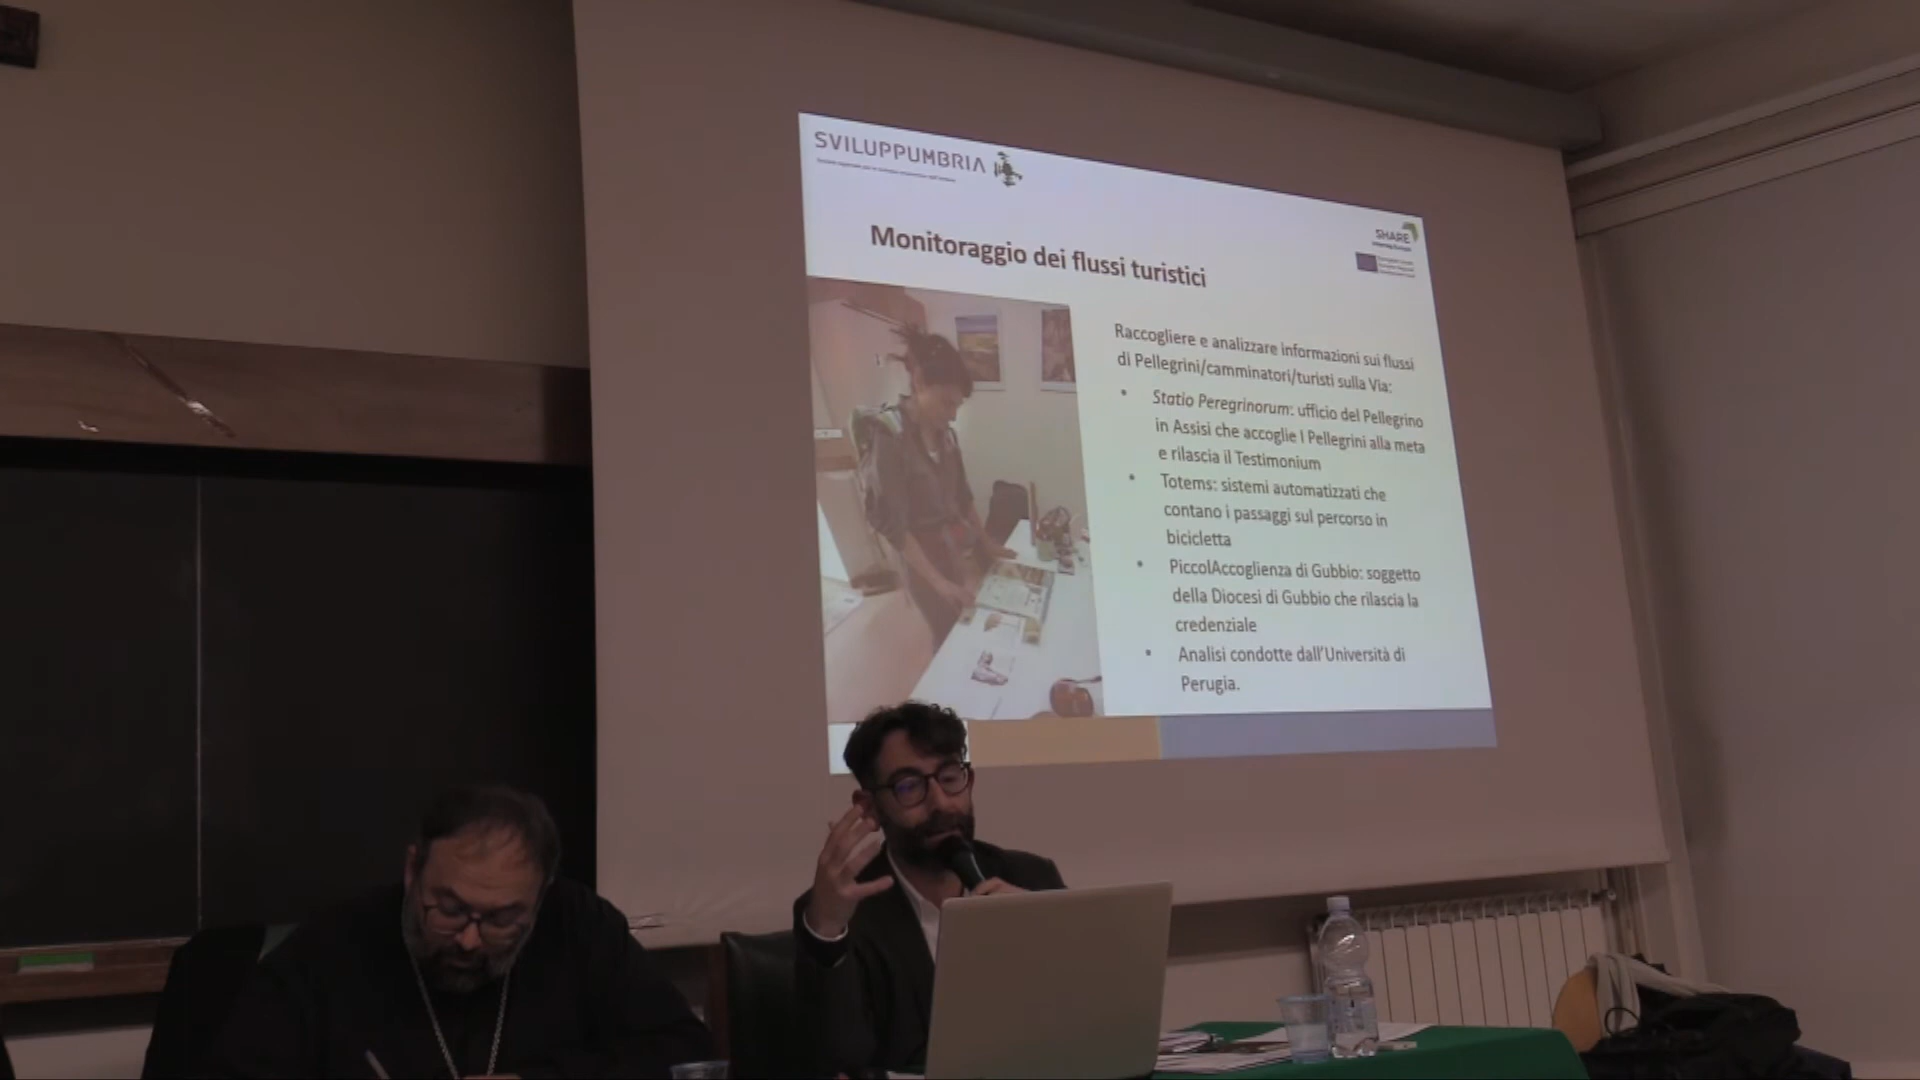 SVILUPPUMBRIA
SHARE
Monitoraggio dei flussi turistici
Raccogliere e analizzare informazioni sui flussi
di Pellegrini/camminatori/turisti sulla Via:
• Statio Peregrinorum: ufficio del Pellegrino
in Assisi che accoglie I Pellegrini alla meta
e rilascia il Testimonium
• Totems: sistemi automatizzati che
contano i passaggi sul percorso in
bicicletta
• PiccolAccoglienza di Gubbio: soggetto
della Diocesi di Gubbio che rilascia la
credenziale
• Analisi condotte dall'Università di
Perugia.